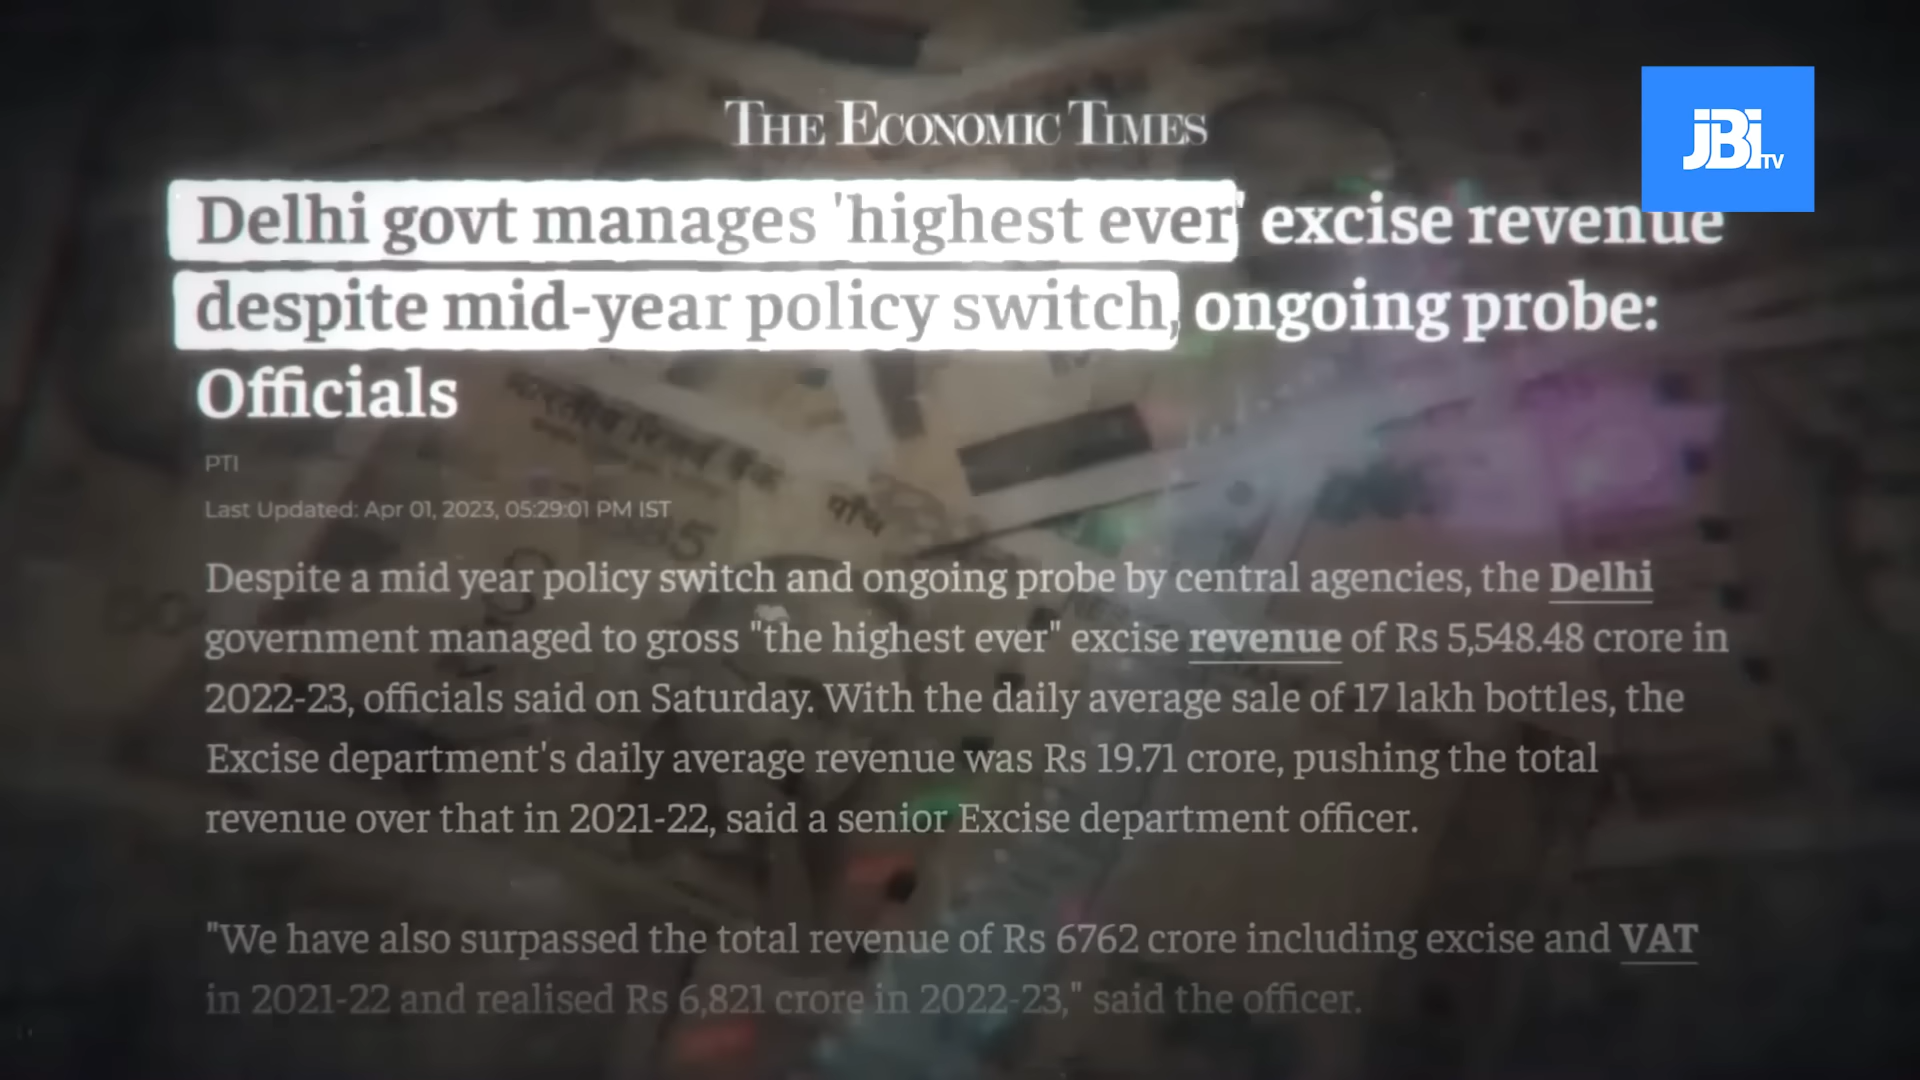 THE ECONOMIC TIMES
JBi TV
Delhi govt manages 'highest ever' excise revenue
despite mid-year policy switch, ongoing probe:
Officials
भारतीय रिज़र्व बैंक
पाँच
PTI
Last Updated: Apr 01, 2023, 05:29:01 PM IST
Despite a mid year policy switch and ongoing probe by central agencies, the Delhi
government managed to gross "the highest ever" excise revenue of Rs 5,548.48 crore in
2022-23, officials said on Saturday. With the daily average sale of 17 lakh bottles, the
Excise department's daily average revenue was Rs 19.71 crore, pushing the total
revenue over that in 2021-22, said a senior Excise department officer.
"We have also surpassed the total revenue of Rs 6762 crore including excise and VAT
in 2021-22 and realised Rs 6,821 crore in 2022-23," said the officer.